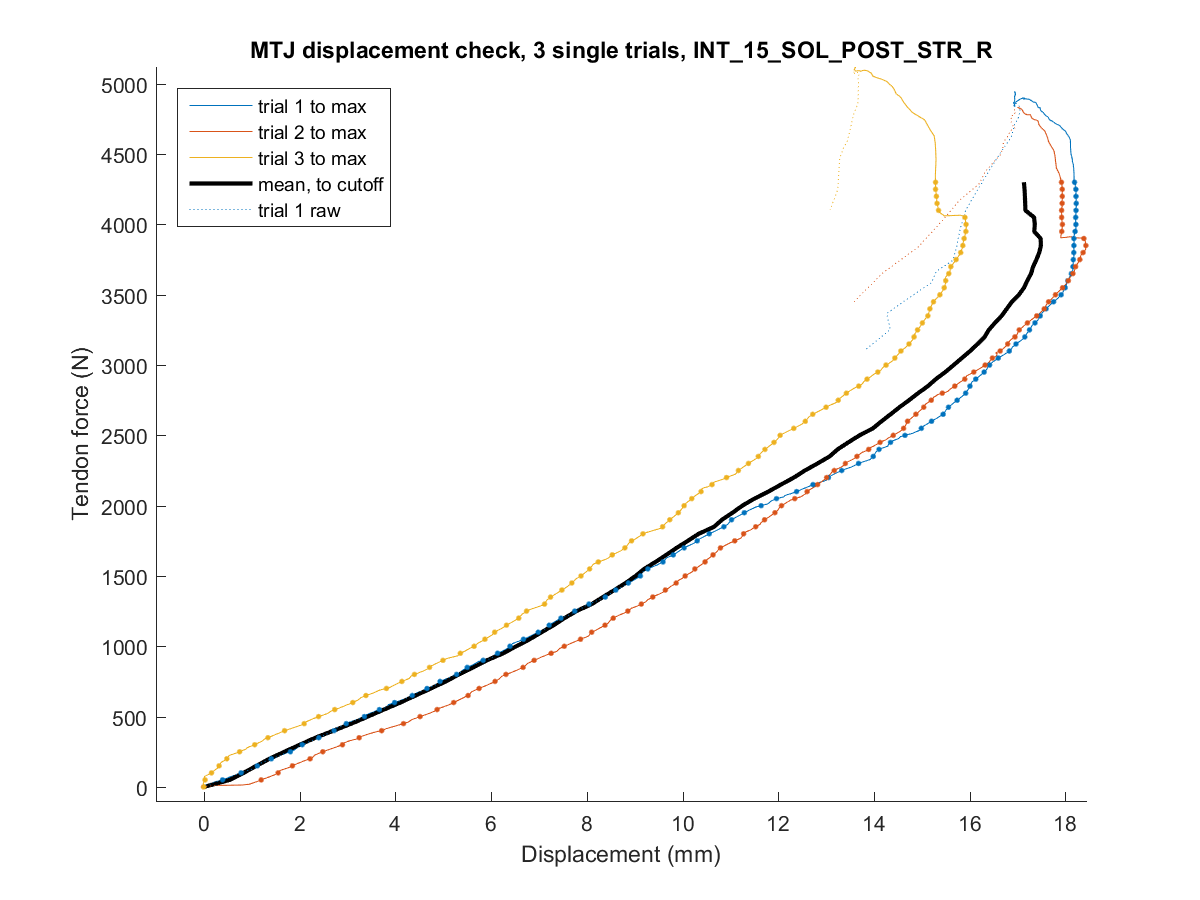 MTJ displacement check, 3 single trials, INT_15_SOL_POST_STR_R
trial 1 to max
trial 2 to max
trial 3 to max
mean, to cutoff
trial 1 raw
Tendon force (N)
5000
4500
4000
3500
3000
2500
2000
1500
1000
500
0
0 2 4 6 8 10 12 14 16 18
Displacement (mm)